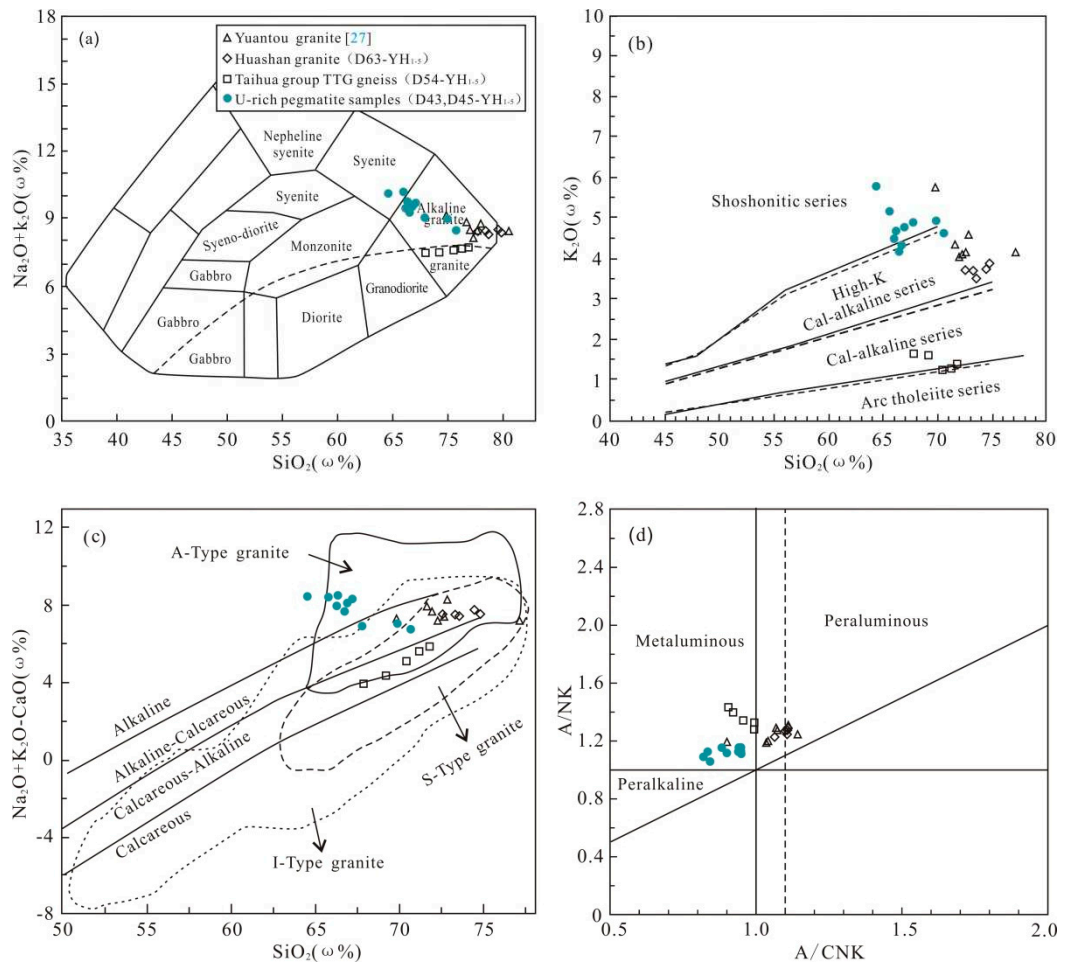 (a)
△ Yuantou granite [27]
◇ Huashan granite (D63-YH₁₋₅)
□ Taihua group TTG gneiss (D54-YH₁₋₅)
● U-rich pegmatite samples (D43,D45-YH₁₋₅)
18
15
12
9
6
3
0
Na₂O+k₂O(ω%)
Nepheline
syenite
Syenite
Syenite
Alkaline
granite
Syeno-diorite
Monzonite
Gabbro
granite
Granodiorite
Gabbro
Diorite
Gabbro
35 40 45 50 55 60 65 70 75 80
SiO₂(ω%)
(b)
10
9
8
7
6
5
4
3
2
1
0
K₂O(ω%)
Shoshonitic series
High-K
Cal-alkaline series
Cal-alkaline series
Arc tholeiite series
45 50 55 60 65 70 75 80
SiO₂(ω%)
(c)
12
8
4
0
-4
-8
Na₂O+K₂O-CaO(ω%)
A-Type granite
Alkaline
Alkaline-Calcareous
Calcareous-Alkaline
Calcareous
S-Type granite
I-Type granite
50 55 60 65 70 75
SiO₂(ω%)
(d)
2.8
2.4
2.0
1.6
1.2
0.8
0.4
0
A/NK
Metaluminous
Peraluminous
Peralkaline
0.5 1.0 1.5 2.0
A/CNK